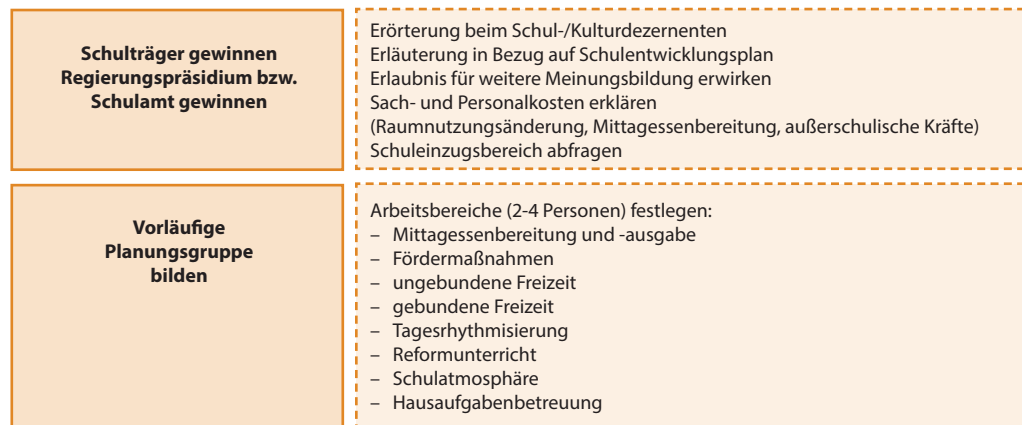 Schulträger gewinnen
Regierungspräsidium bzw.
Schulamt gewinnen
Erörterung beim Schul-/Kulturdezernenten
Erläuterung in Bezug auf Schulentwicklungsplan
Erlaubnis für weitere Meinungsbildung erwirken
Sach- und Personalkosten erklären
(Raumnutzungsänderung, Mittagessenbereitung, außerschulische Kräfte)
Schuleinzugsbereich abfragen
Vorläufige
Planungsgruppe
bilden
Arbeitsbereiche (2-4 Personen) festlegen:
– Mittagessenbereitung und -ausgabe
– Fördermaßnahmen
– ungebundene Freizeit
– gebundene Freizeit
– Tagesrhythmisierung
– Reformunterricht
– Schulatmosphäre
– Hausaufgabenbetreuung